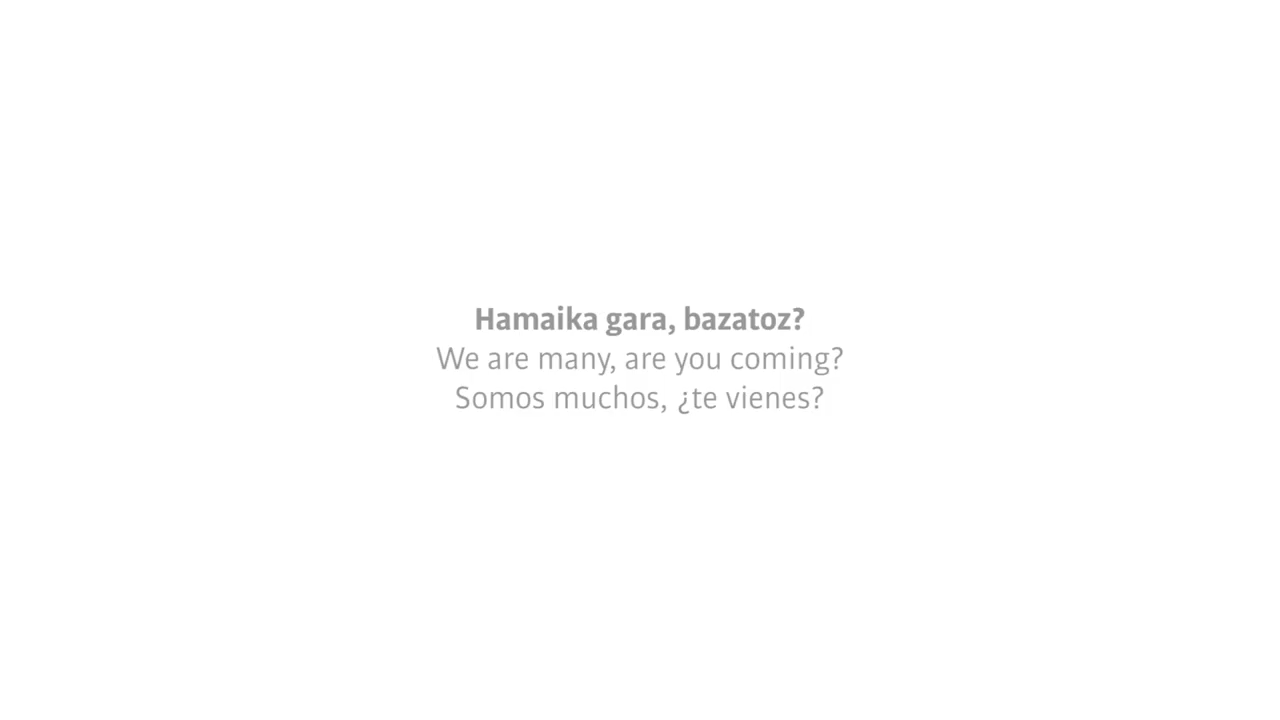 Hamaika gara, bazatoz?
We are many, are you coming?
Somos muchos, ¿te vienes?